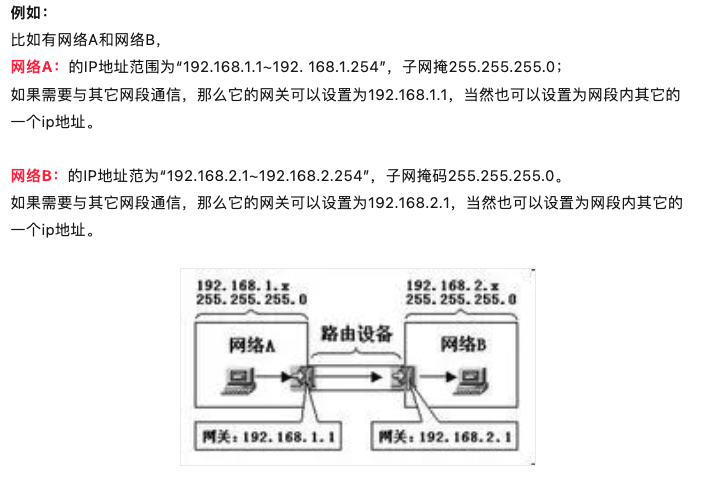 例如：
比如有网络A和网络B，
网络A：的IP地址范围为“192.168.1.1~192. 168.1.254”，子网掩255.255.255.0；
如果需要与其它网段通信，那么它的网关可以设置为192.168.1.1，当然也可以设置为网段内其它的
一个ip地址。
网络B：的IP地址范为“192.168.2.1~192.168.2.254”，子网掩码255.255.255.0。
如果需要与其它网段通信，那么它的网关可以设置为192.168.2.1，当然也可以设置为网段内其它的
一个ip地址。
192.168.1.x
255.255.255.0
192.168.2.x
255.255.255.0
网络A
路由设备
网络B
网关：192.168.1.1
网关：192.168.2.1